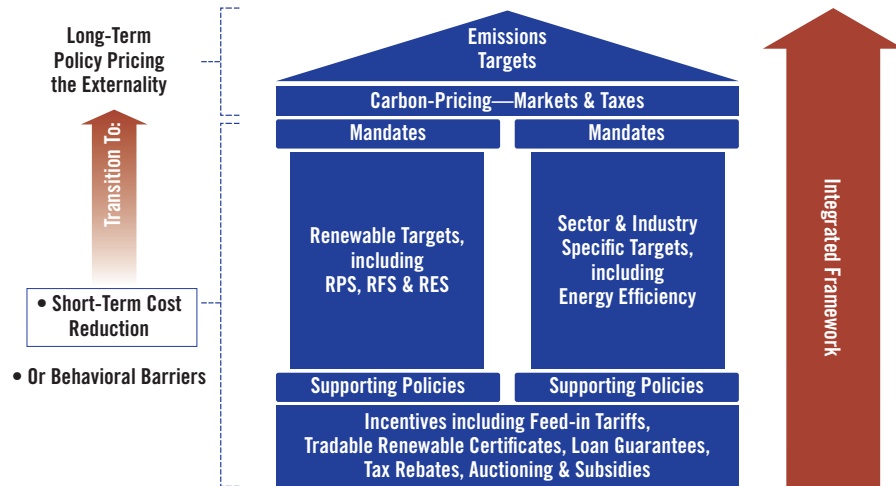 Long-Term
Policy Pricing
the Externality
Transition To:
• Short-Term Cost
Reduction
• Or Behavioral Barriers
Emissions
Targets
Carbon-Pricing—Markets & Taxes
Mandates
Mandates
Renewable Targets,
including
RPS, RFS & RES
Sector & Industry
Specific Targets,
including
Energy Efficiency
Supporting Policies
Supporting Policies
Incentives including Feed-in Tariffs,
Tradable Renewable Certificates, Loan Guarantees,
Tax Rebates, Auctioning & Subsidies
Integrated Framework